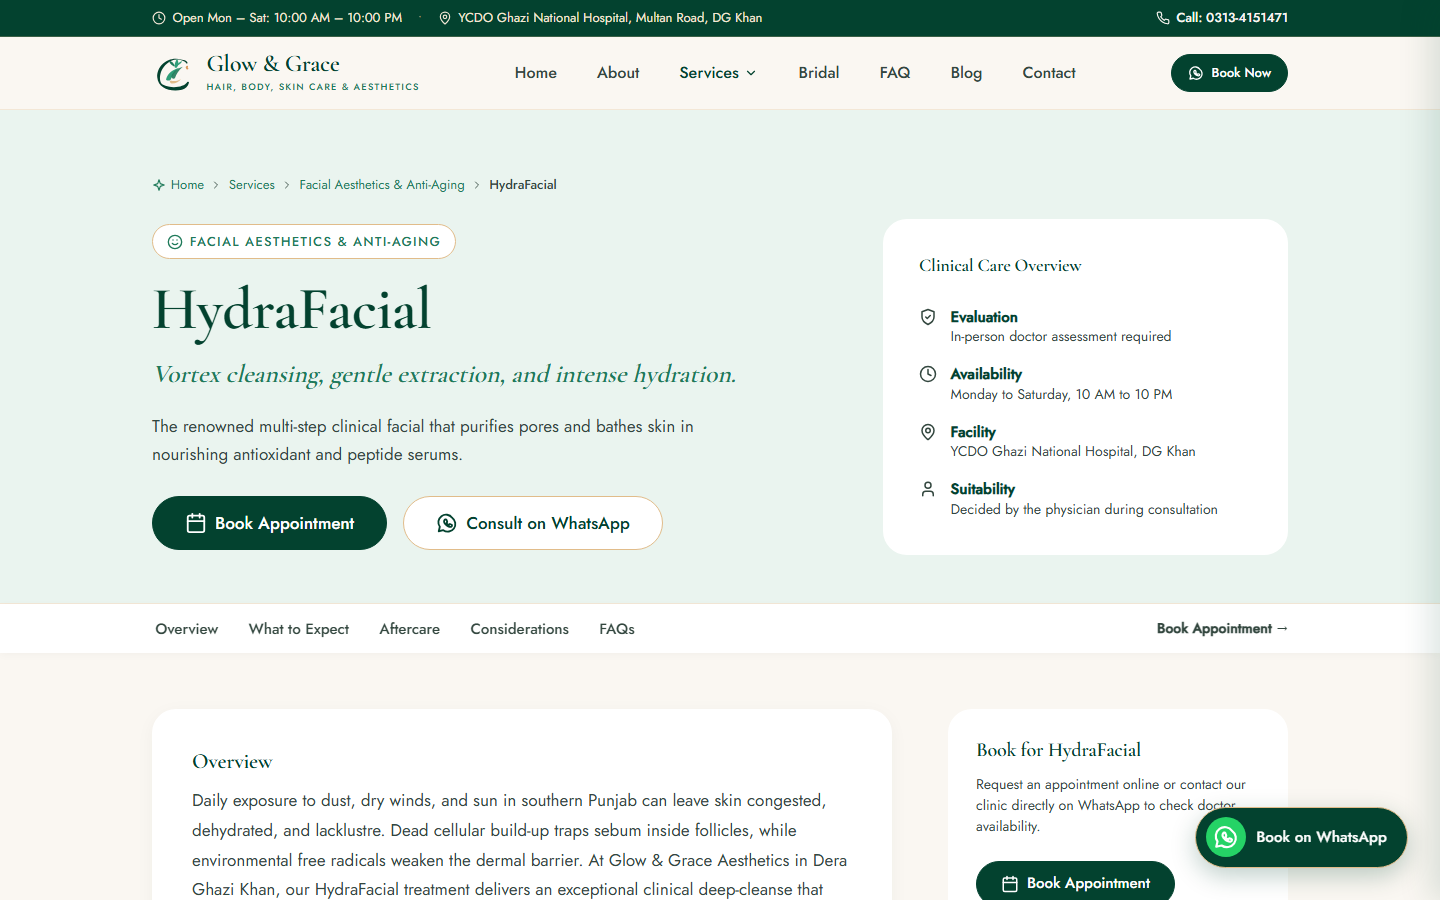 Open Mon – Sat: 10:00 AM – 10:00 PM · YCDO Ghazi National Hospital, Multan Road, DG Khan
Call: 0313-4151471
Glow & Grace
HAIR, BODY, SKIN CARE & AESTHETICS
Home About Services Bridal FAQ Blog Contact
Book Now
Home > Services > Facial Aesthetics & Anti-Aging > HydraFacial
FACIAL AESTHETICS & ANTI-AGING
HydraFacial
Vortex cleansing, gentle extraction, and intense hydration.
The renowned multi-step clinical facial that purifies pores and bathes skin in
nourishing antioxidant and peptide serums.
Book Appointment
Consult on WhatsApp
Clinical Care Overview
Evaluation
In-person doctor assessment required
Availability
Monday to Saturday, 10 AM to 10 PM
Facility
YCDO Ghazi National Hospital, DG Khan
Suitability
Decided by the physician during consultation
Overview What to Expect Aftercare Considerations FAQs
Book Appointment →
Overview
Daily exposure to dust, dry winds, and sun in southern Punjab can leave skin congested,
dehydrated, and lacklustre. Dead cellular build-up traps sebum inside follicles, while
environmental free radicals weaken the dermal barrier. At Glow & Grace Aesthetics in Dera
Ghazi Khan, our HydraFacial treatment delivers an exceptional clinical deep-cleanse that
Book for HydraFacial
Request an appointment online or contact our
clinic directly on WhatsApp to check doctor
availability.
Book Appointment
Book on WhatsApp